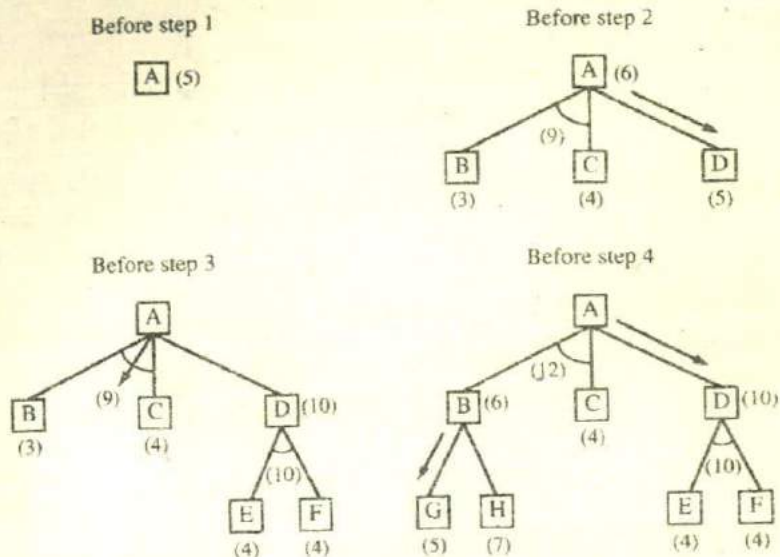 Before step 1
A (5)
Before step 2
A (6)
(9)
B C D
(3) (4) (5)
Before step 3
A
(9)
B C D (10)
(3) (4)
(10)
E F
(4) (4)
Before step 4
A
(12)
B (6) C D (10)
(4)
(10)
G H E F
(5) (7) (4) (4)